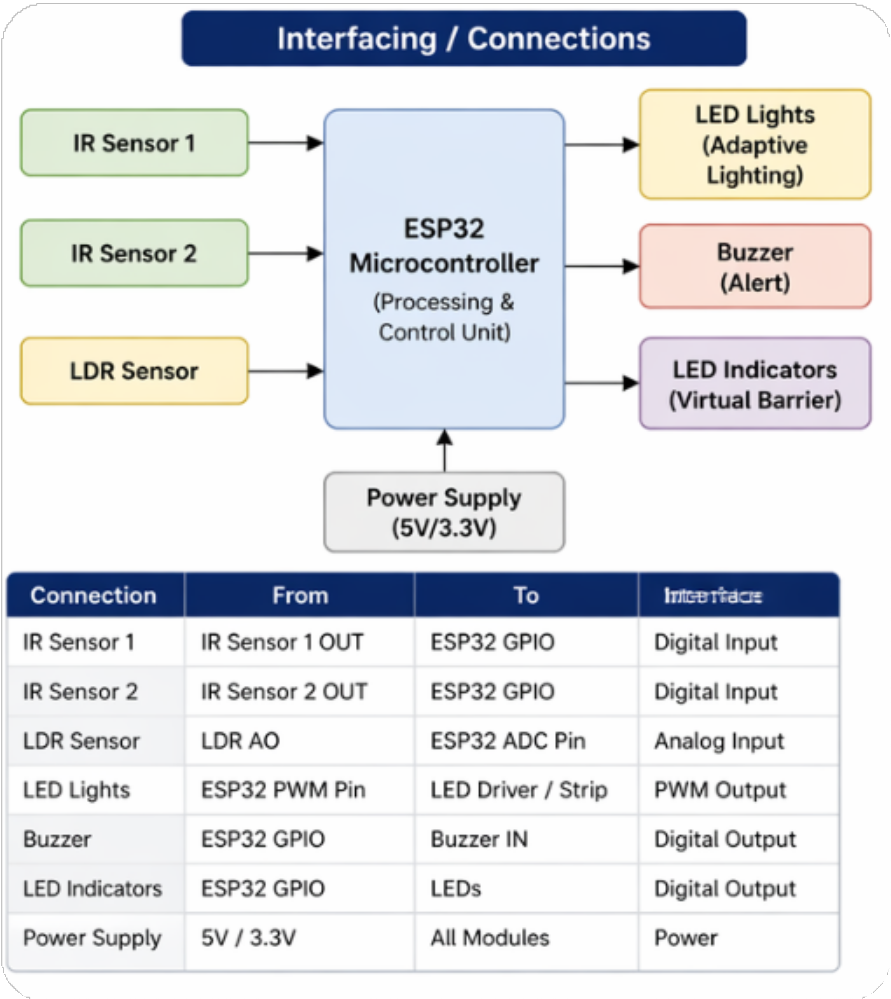 Interfacing / Connections
IR Sensor 1
IR Sensor 2
LDR Sensor
ESP32
Microcontroller
(Processing &
Control Unit)
LED Lights
(Adaptive
Lighting)
Buzzer
(Alert)
LED Indicators
(Virtual Barrier)
Power Supply
(5V/3.3V)
Connection From To
IR Sensor 1 IR Sensor 1 OUT ESP32 GPIO Digital Input
IR Sensor 2 IR Sensor 2 OUT ESP32 GPIO Digital Input
LDR Sensor LDR AO ESP32 ADC Pin Analog Input
LED Lights ESP32 PWM Pin LED Driver / Strip PWM Output
Buzzer ESP32 GPIO Buzzer IN Digital Output
LED Indicators ESP32 GPIO LEDs Digital Output
Power Supply 5V / 3.3V All Modules Power